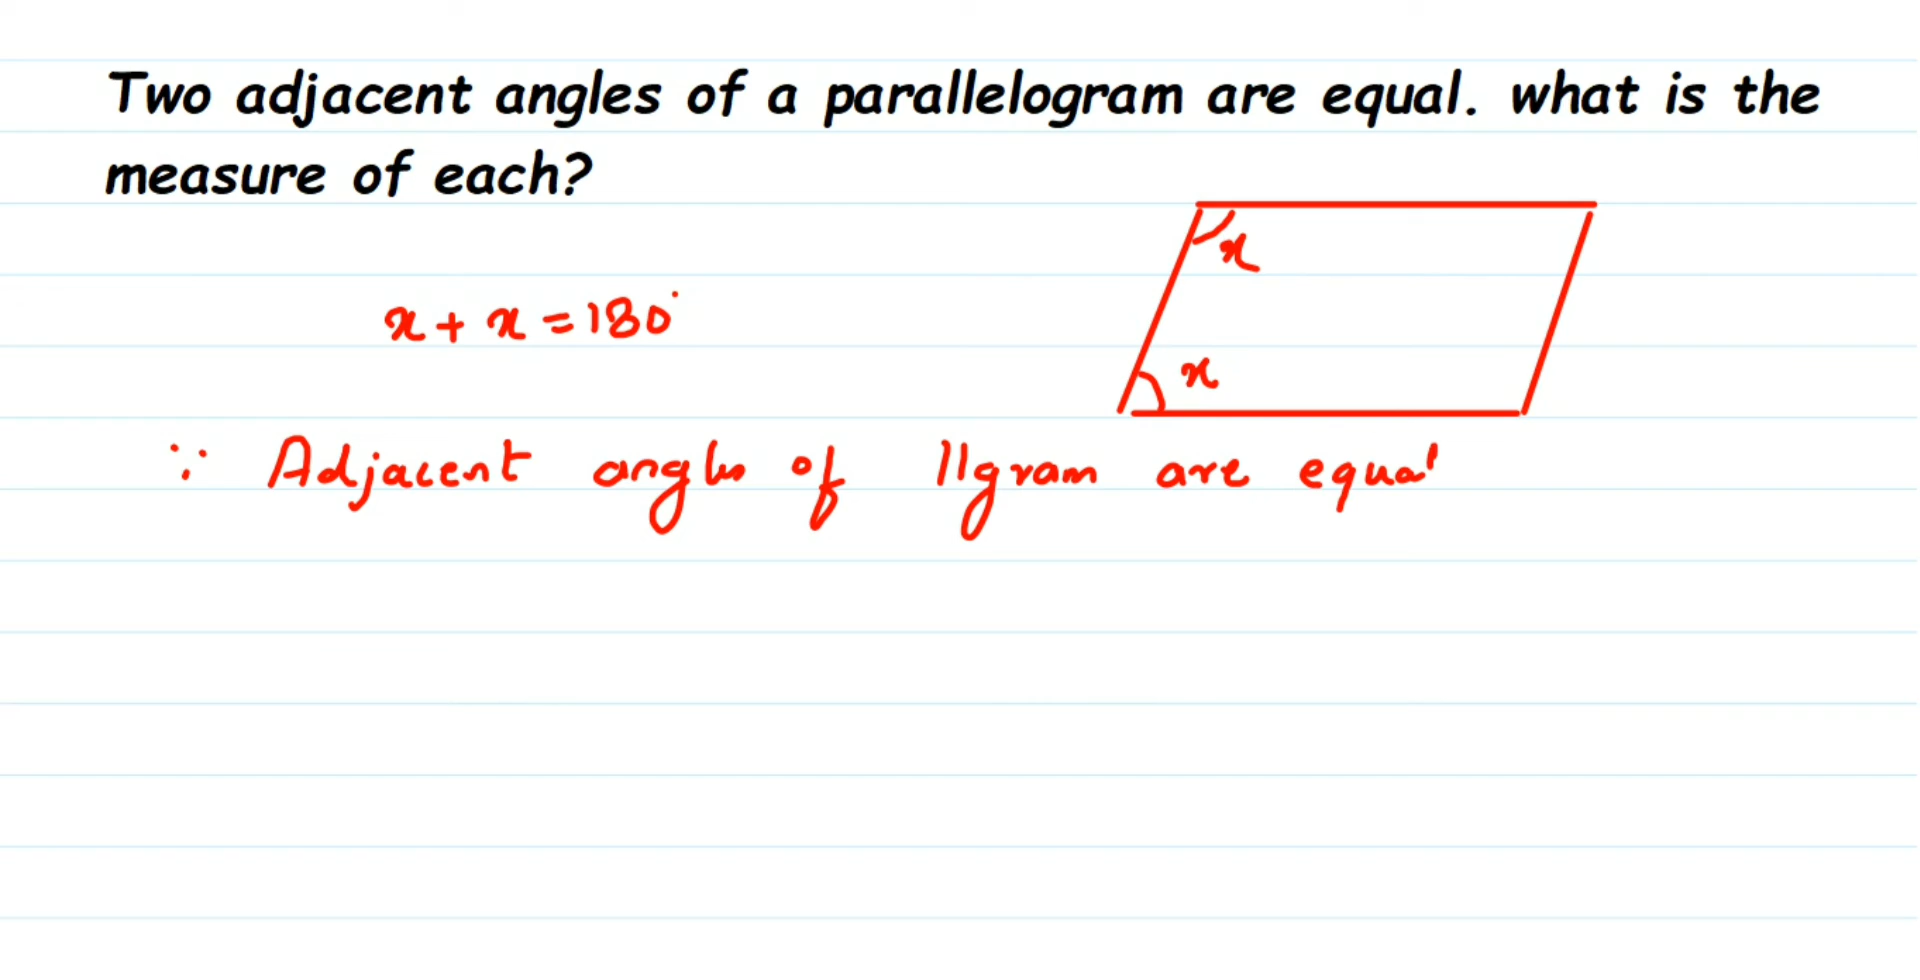 Two adjacent angles of a parallelogram are equal. what is the
measure of each?
x
x + x = 180°
x
∵ Adjacent angles of llgram are equal